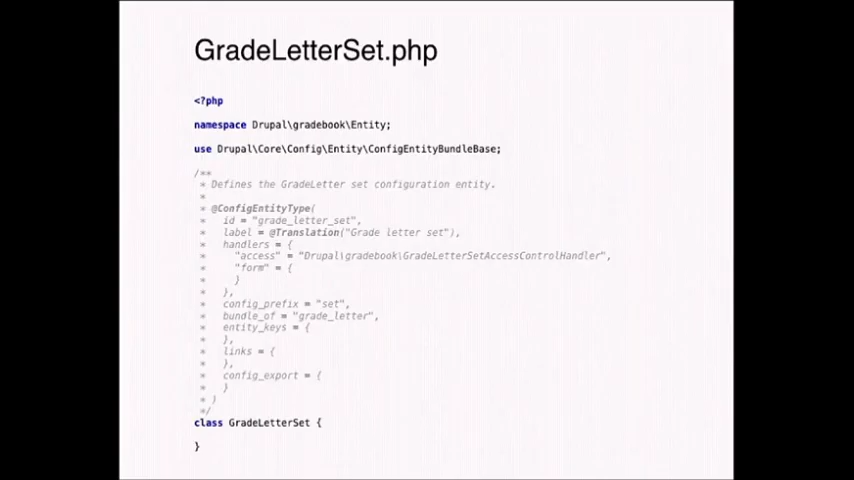 GradeLetterSet.php
<?php
namespace Drupal\gradebook\Entity;
use Drupal\Core\Config\Entity\ConfigEntityBundleBase;
/**
* Defines the GradeLetter set configuration entity.
*
* @ConfigEntityType(
* id = "grade_letter_set",
* label = @Translation("Grade letter set"),
* handlers = {
* "access" = "Drupal\gradebook\GradeLetterSetAccessControlHandler",
* "form" = {
* }
* },
* config_prefix = "set",
* bundle_of = "grade_letter",
* entity_keys = {
* },
* links = {
* },
* config_export = {
* }
* )
*/
class GradeLetterSet {
}